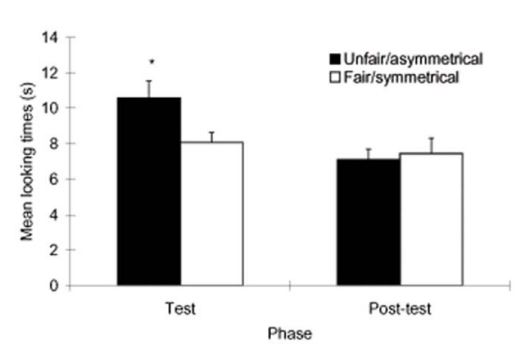 14
12
10
8
6
4
2
0
Mean looking times (s)
*
Unfair/asymmetrical
Fair/symmetrical
Test
Post-test
Phase